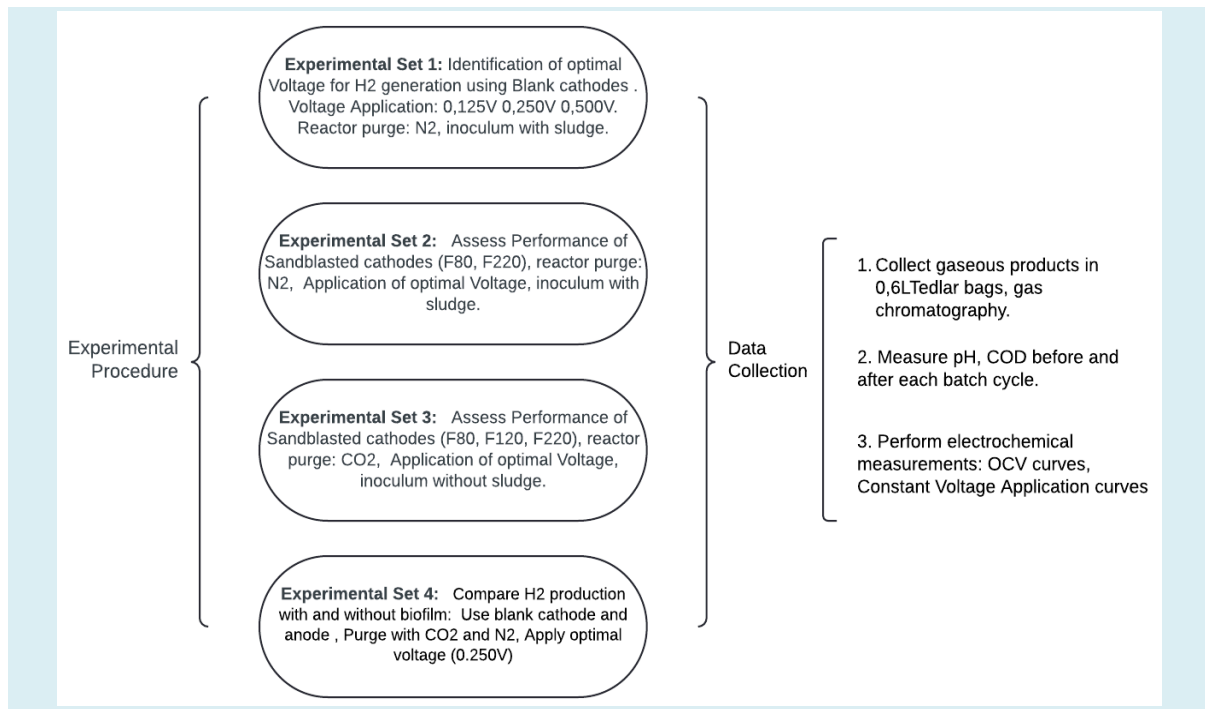 Experimental Set 1: Identification of optimal
Voltage for H2 generation using Blank cathodes .
Voltage Application: 0,125V 0,250V 0,500V.
Reactor purge: N2, inoculum with sludge.
Experimental Set 2: Assess Performance of
Sandblasted cathodes (F80, F220), reactor purge:
N2, Application of optimal Voltage, inoculum with
sludge.
Experimental
Procedure
Experimental Set 3: Assess Performance of
Sandblasted cathodes (F80, F120, F220), reactor
purge: CO2, Application of optimal Voltage,
inoculum without sludge.
Experimental Set 4: Compare H2 production
with and without biofilm: Use blank cathode and
anode , Purge with CO2 and N2, Apply optimal
voltage (0.250V)
Data
Collection
1. Collect gaseous products in
0,6LTedlar bags, gas
chromatography.
2. Measure pH, COD before and
after each batch cycle.
3. Perform electrochemical
measurements: OCV curves,
Constant Voltage Application curves